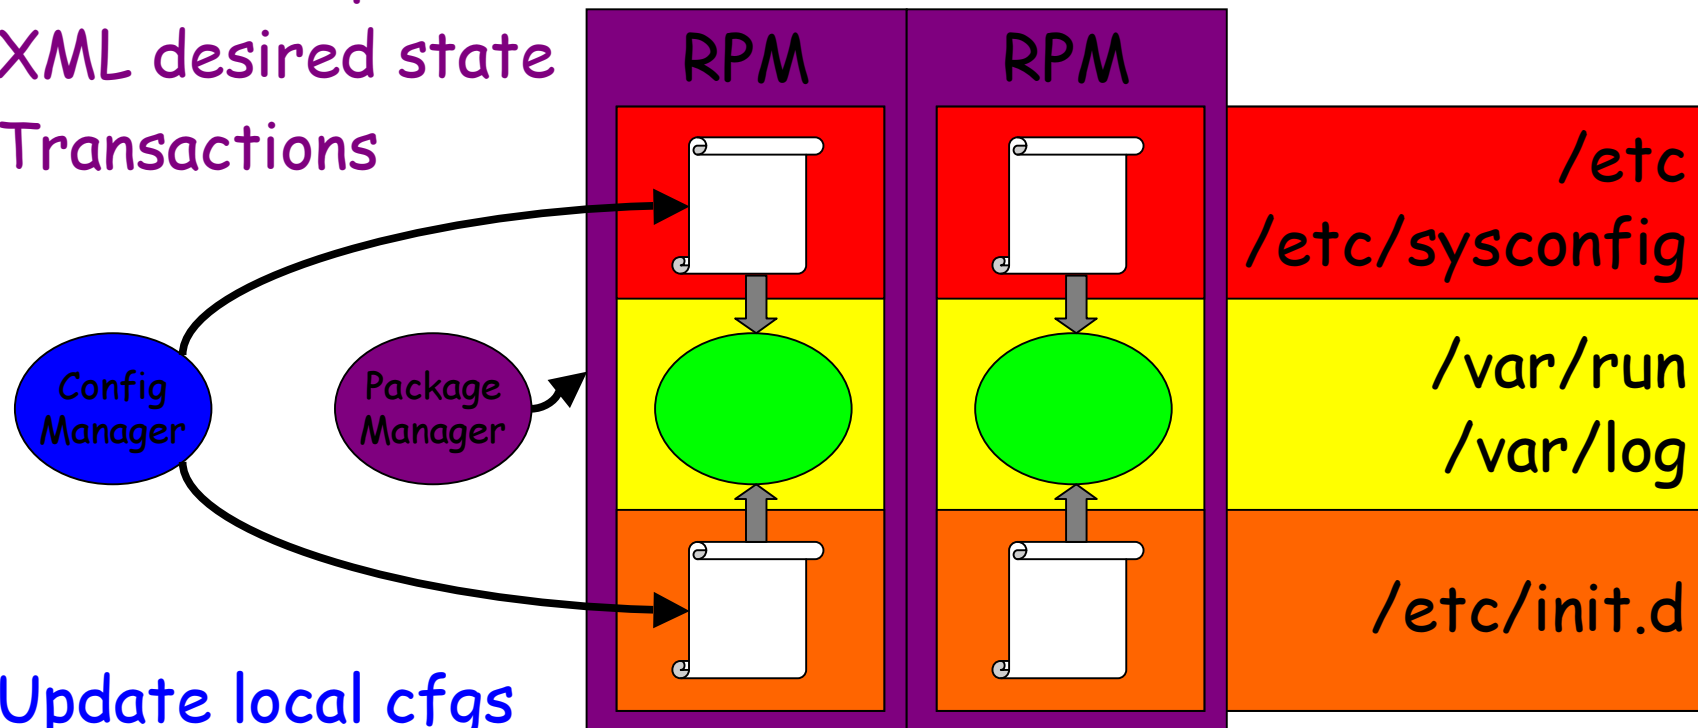 XML desired state
Transactions
RPM
RPM
/etc
/etc/sysconfig
Config
Manager
Package
Manager
/var/run
/var/log
/etc/init.d
Update local cfgs